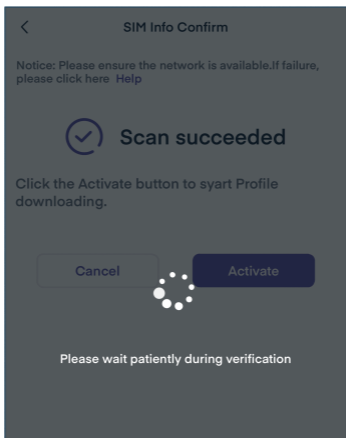 SIM Info Confirm
Notice: Please ensure the network is available.If failure,
please click here Help
Scan succeeded
Click the Activate button to syart Profile
downloading.
Cancel
Activate
Please wait patiently during verification